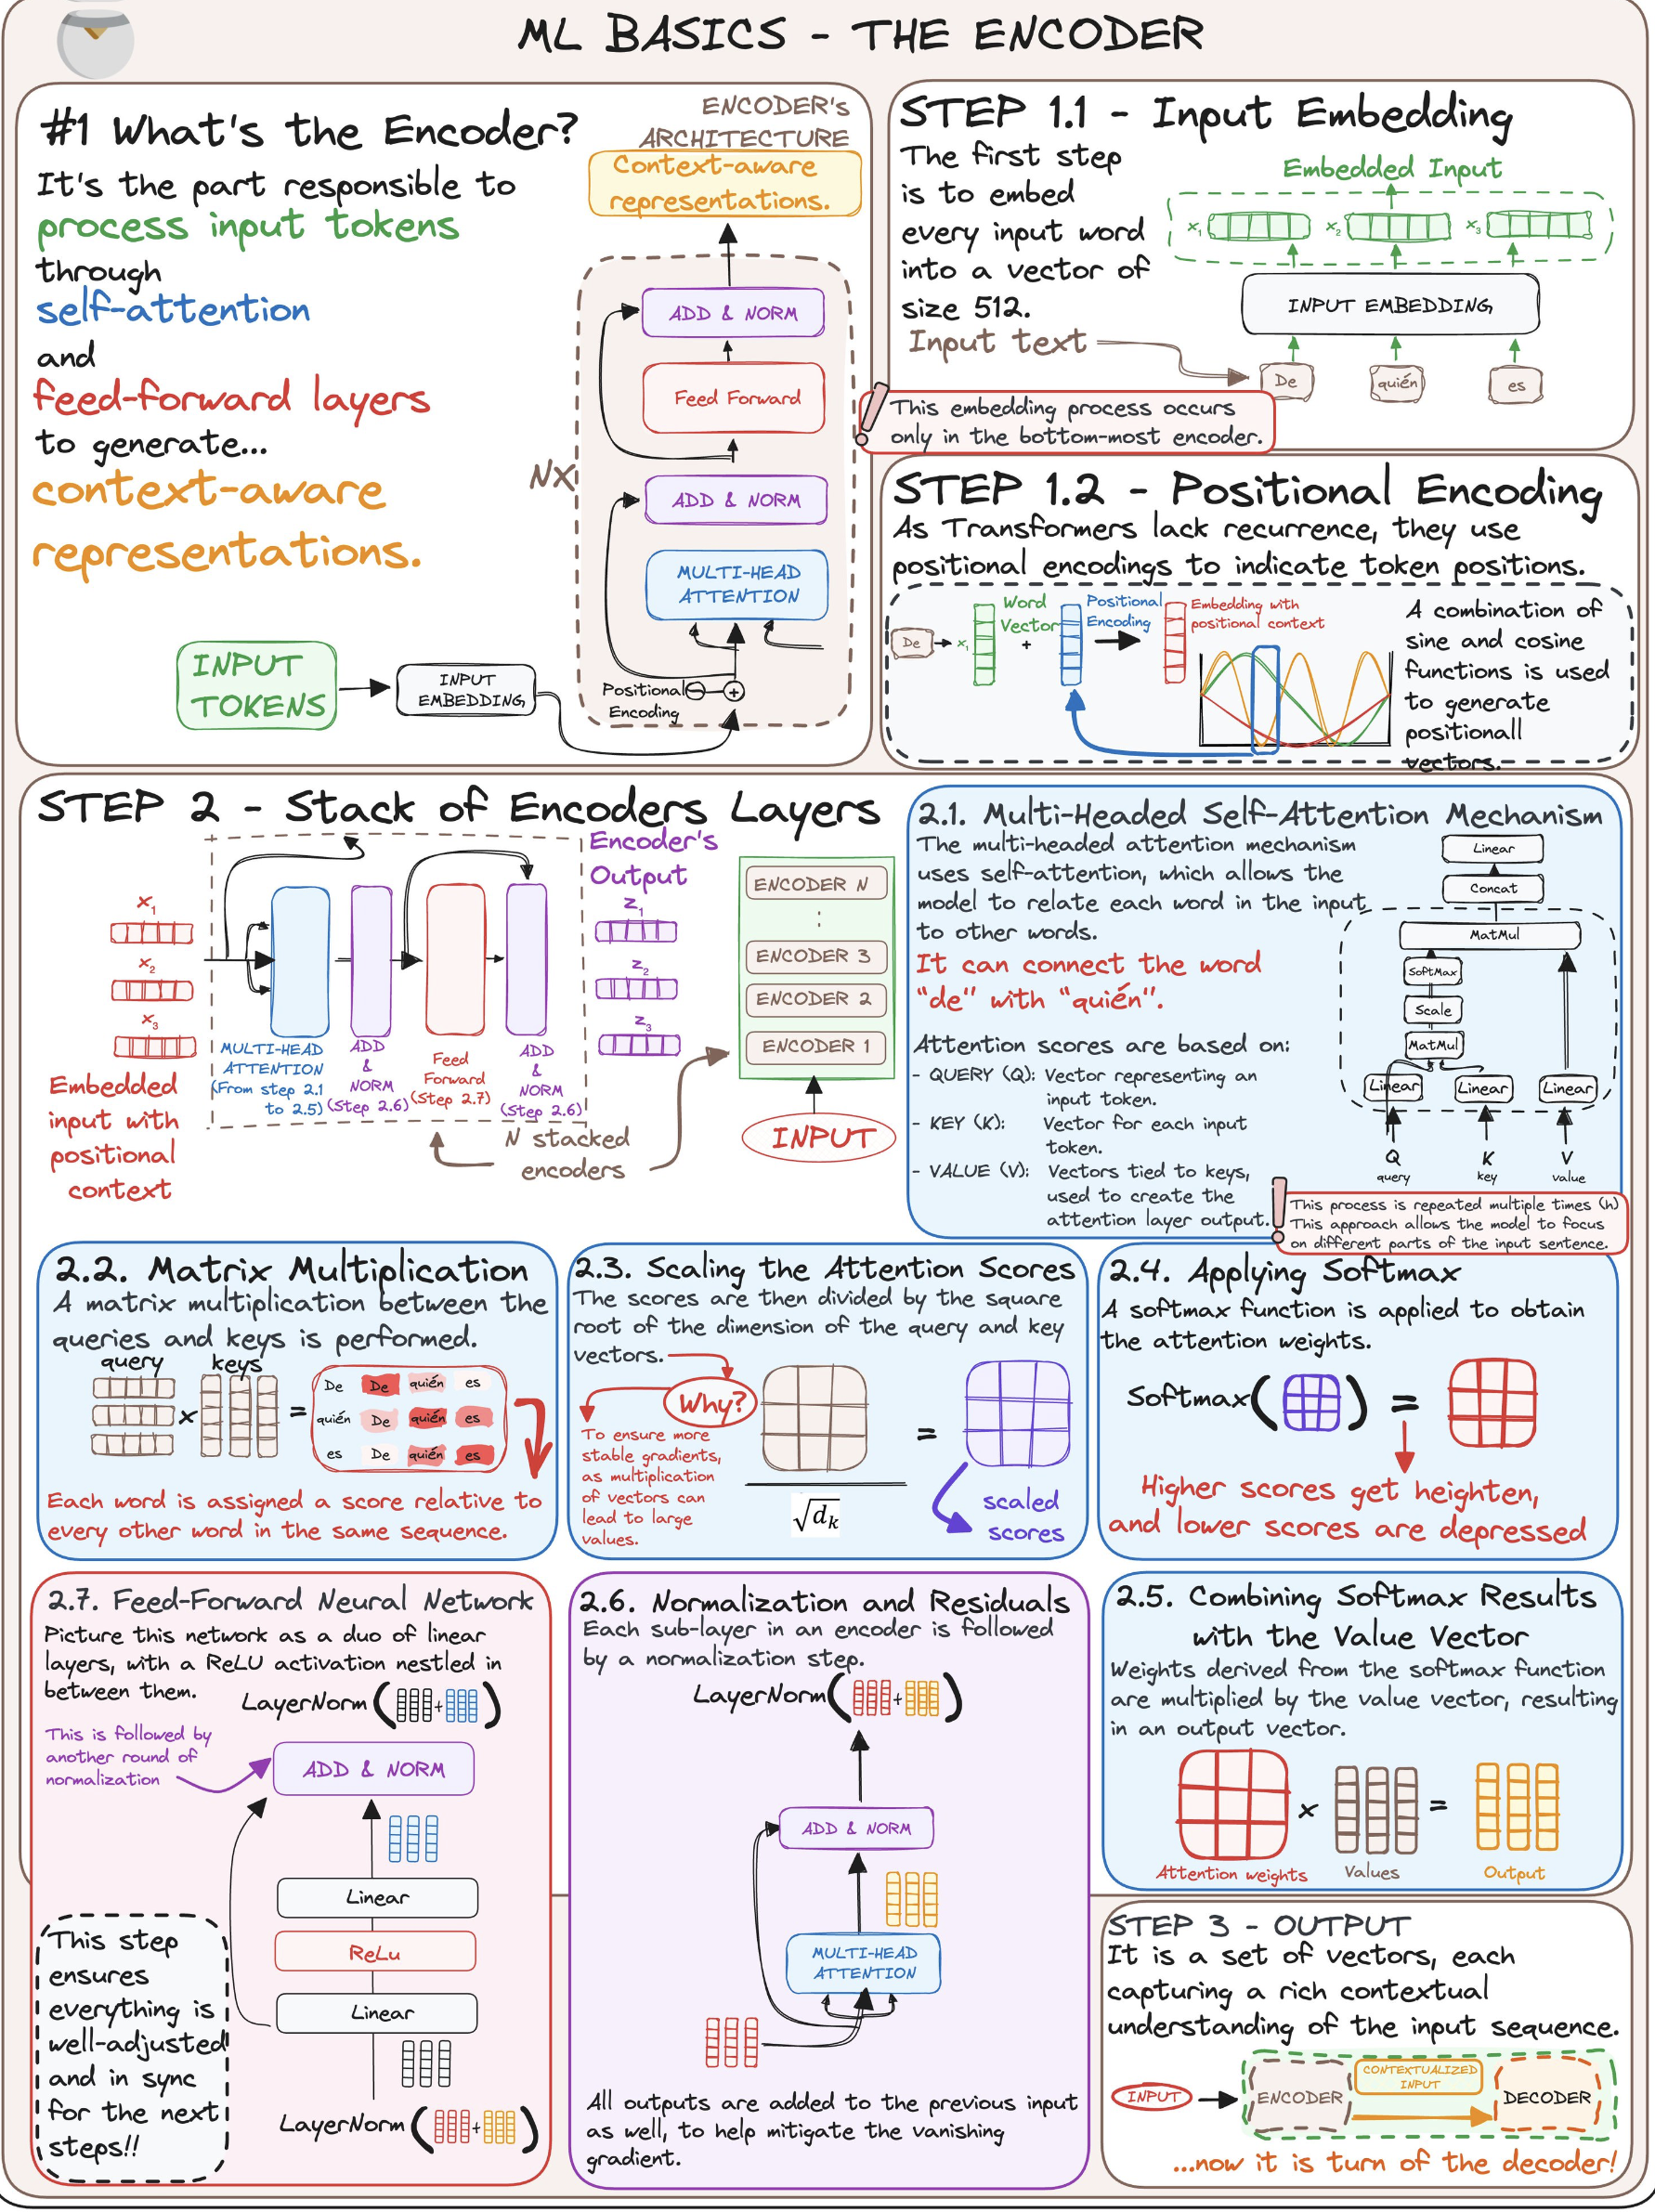 ML BASICS - THE ENCODER
#1 What's the Encoder?
It's the part responsible to
process input tokens
through
self-attention
and
feed-forward layers
to generate...
context-aware
representations.
ENCODER's
ARCHITECTURE
Context-aware
representations.
ADD & NORM
Feed Forward
NX
ADD & NORM
MULTI-HEAD
ATTENTION
Positional
Encoding
+
INPUT
TOKENS
INPUT
EMBEDDING
STEP 1.1 - Input Embedding
The first step
is to embed
every input word
into a vector of
size 512.
Input text
Embedded Input
x1 x2 x3
INPUT EMBEDDING
De quién es
This embedding process occurs
only in the bottom-most encoder.
STEP 1.2 - Positional Encoding
As Transformers lack recurrence, they use
positional encodings to indicate token positions.
De
x1
Word
Vector
+
Positional
Encoding
Embedding with
positional context
A combination of
sine and cosine
functions is used
to generate
positionall
vectors.
STEP 2 - Stack of Encoders Layers
x1
x2
x3
Embedded
input with
positional
context
MULTI-HEAD
ATTENTION
(From step 2.1
to 2.5)
ADD
&
NORM
(Step 2.6)
Feed
Forward
(Step 2.7)
ADD
&
NORM
(Step 2.6)
Encoder's
Output
z1
z2
z3
N stacked
encoders
ENCODER N
ENCODER 3
ENCODER 2
ENCODER 1
INPUT
2.1. Multi-Headed Self-Attention Mechanism
The multi-headed attention mechanism
uses self-attention, which allows the
model to relate each word in the input
to other words.
It can connect the word
"de" with "quién".
Attention scores are based on:
- QUERY (Q): Vector representing an
input token.
- KEY (K): Vector for each input
token.
- VALUE (V): Vectors tied to keys,
used to create the
attention layer output.
Linear
Concat
MatMul
SoftMax
Scale
MatMul
Linear Linear Linear
Q K V
query key value
This process is repeated multiple times (h)
This approach allows the model to focus
on different parts of the input sentence.
2.2. Matrix Multiplication
A matrix multiplication between the
queries and keys is performed.
query keys
x =
De De quién es
quién De quién es
es De quién es
Each word is assigned a score relative to
every other word in the same sequence.
2.3. Scaling the Attention Scores
The scores are then divided by the square
root of the dimension of the query and key
vectors.
Why?
To ensure more
stable gradients,
as multiplication
of vectors can
lead to large
values.
√dk
=
scaled
scores
2.4. Applying Softmax
A softmax function is applied to obtain
the attention weights.
Softmax( ) =
Higher scores get heighten,
and lower scores are depressed
2.7. Feed-Forward Neural Network
Picture this network as a duo of linear
layers, with a ReLU activation nestled in
between them.
LayerNorm ( + )
This is followed by
another round of
normalization
ADD & NORM
Linear
ReLu
Linear
LayerNorm ( + )
This step
ensures
everything is
well-adjusted
and in sync
for the next
steps!!
2.6. Normalization and Residuals
Each sub-layer in an encoder is followed
by a normalization step.
LayerNorm( + )
ADD & NORM
MULTI-HEAD
ATTENTION
All outputs are added to the previous input
as well, to help mitigate the vanishing
gradient.
2.5. Combining Softmax Results
with the Value Vector
Weights derived from the softmax function
are multiplied by the value vector, resulting
in an output vector.
x =
Attention weights Values Output
STEP 3 - OUTPUT
It is a set of vectors, each
capturing a rich contextual
understanding of the input sequence.
INPUT
ENCODER
CONTEXTUALIZED
INPUT
DECODER
...now it is turn of the decoder!